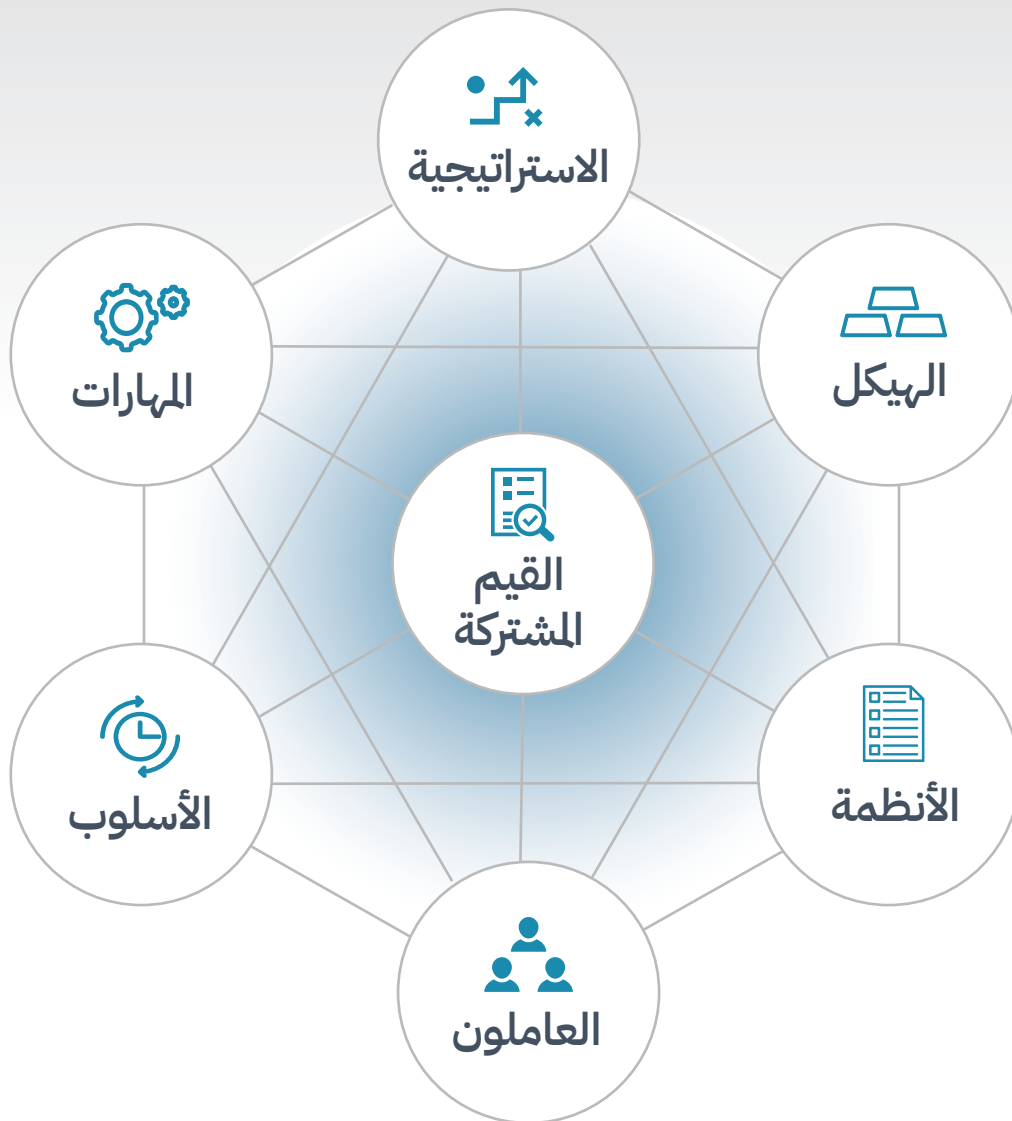 الاستراتيجية
الهيكل
المهارات
القيم
المشتركة
الأنظمة
الأسلوب
العاملون